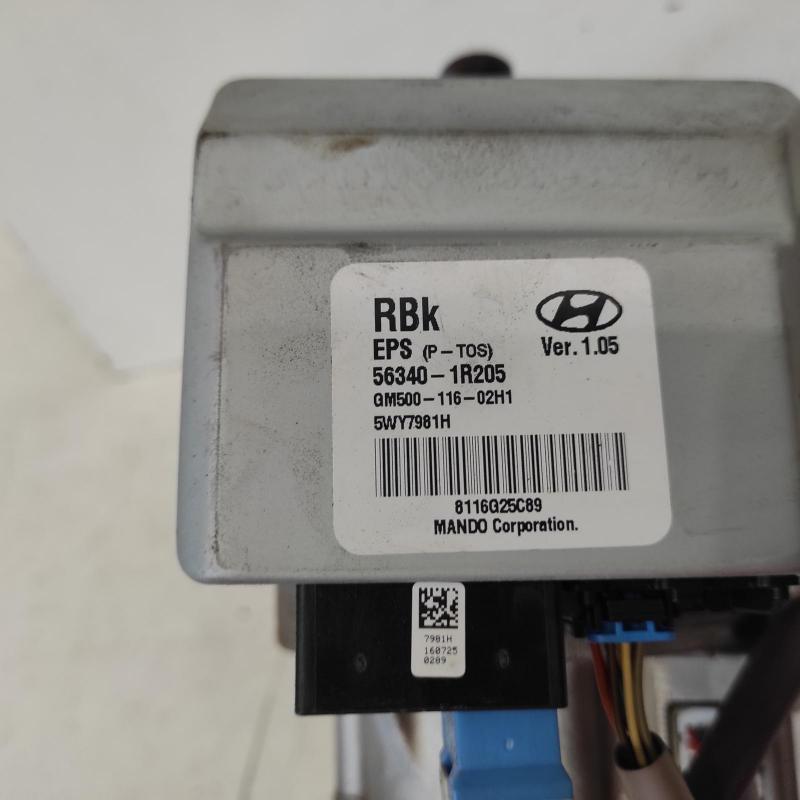 RBk
EPS (P-TOS) Ver. 1.05
56340-1R205
GM500-116-02H1
5WY7981H
8116G25C89
MANDO Corporation.
7981H
160725
0289